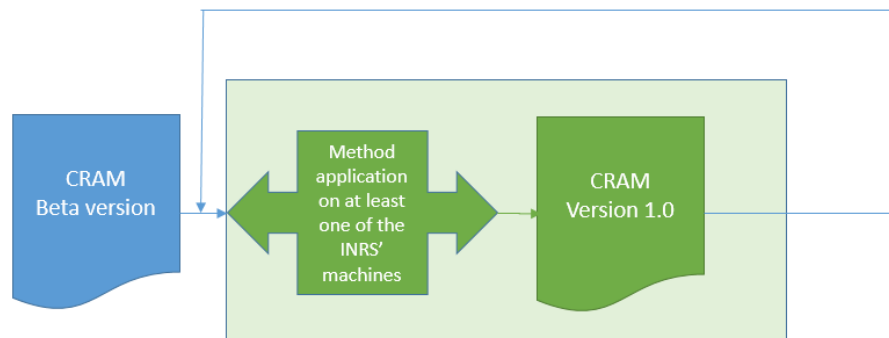 CRAM
Beta version
Method
application
on at least
one of the
INRS'
machines
CRAM
Version 1.0